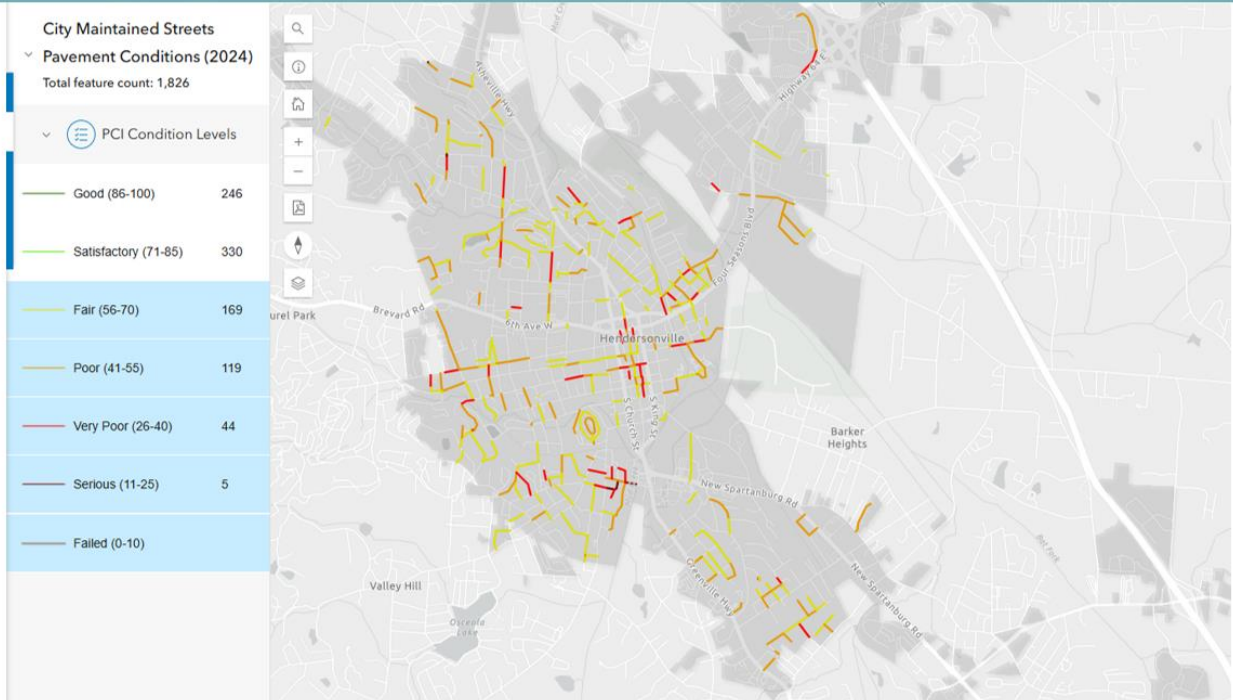 City Maintained Streets
Pavement Conditions (2024)
Total feature count: 1,826
PCI Condition Levels
Good (86-100) 246
Satisfactory (71-85) 330
Fair (56-70) 169
Poor (41-55) 119
Very Poor (26-40) 44
Serious (11-25) 5
Failed (0-10)
Asheville Hwy
Highway 64 E
Four Seasons Blvd
Brevard Rd
urel Park
6th Ave W
Hendersonville
S Church St
S King St
Barker
Heights
New Spartanburg Rd
Bat Fork
Valley Hill
Osceola
Lake
Greenville Hwy
New Spartanburg Rd